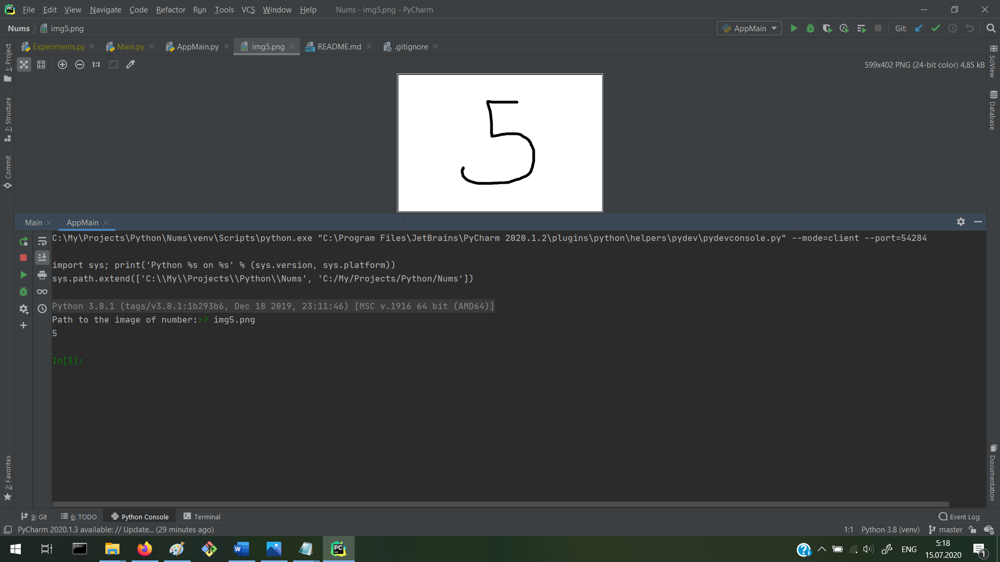 File Edit View Navigate Code Refactor Run Tools VCS Window Help Nums - img5.png - PyCharm
Nums img5.png AppMain Git:
Experiments.py Main.py AppMain.py img5.png README.md .gitignore
1:1 599x402 PNG (24-bit color) 4,85 kB
1: Project
7: Structure
Commit
2: Favorites
SciView
Database
Documentation
5
Main AppMain
C:\My\Projects\Python\Nums\venv\Scripts\python.exe "C:\Program Files\JetBrains\PyCharm 2020.1.2\plugins\python\helpers\pydev\pydevconsole.py" --mode=client --port=54284
import sys; print('Python %s on %s' % (sys.version, sys.platform))
sys.path.extend(['C:\\My\\Projects\\Python\\Nums', 'C:/My/Projects/Python/Nums'])
Python 3.8.1 (tags/v3.8.1:1b293b6, Dec 18 2019, 23:11:46) [MSC v.1916 64 bit (AMD64)]
Path to the image of number:>? img5.png
5
In[3]:
9: Git 6: TODO Python Console Terminal Event Log
PyCharm 2020.1.3 available: // Update... (29 minutes ago) 1:1 Python 3.8 (venv) master
ENG 5:18
15.07.2020 1